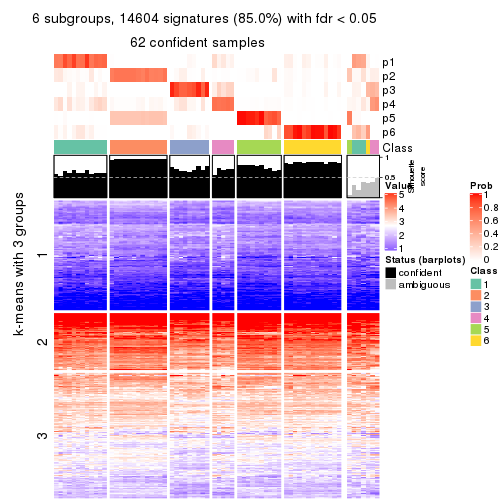 6 subgroups, 14604 signatures (85.0%) with fdr < 0.05
62 confident samples
p1
p2
p3
p4
p5
p6
Class
1
0.5
0
Silhouette
score
k-means with 3 groups
1
2
3
Value
5
4
3
2
1
Status (barplots)
confident
ambiguous
Prob
1
0.8
0.6
0.4
0.2
0
Class
1
2
3
4
5
6